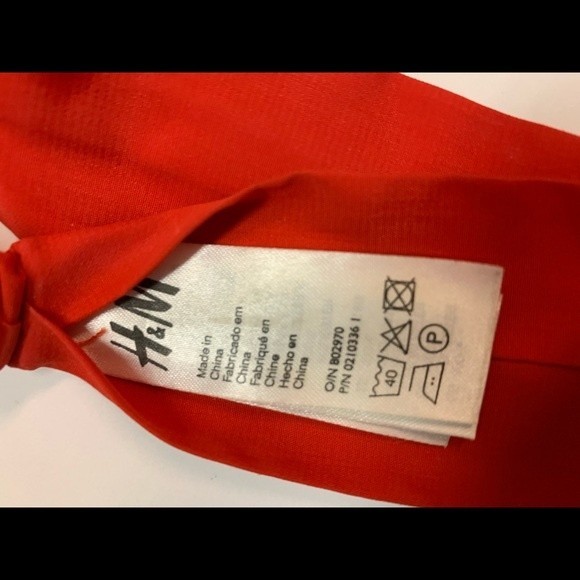 H&M
Made in
China
Fabricado em
China
Fabriqué en
Chine
Hecho en
China
O/N 802970
P/N 0210336 1
40
P